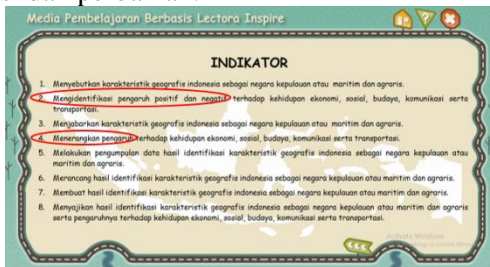 Media Pembelajaran Berbasis Lectora Inspire
INDIKATOR
1. Menyebutkan karakteristik geografis indonesia sebagai negara kepulauan atau maritim dan agraris.
2. Mengidentifikasi pengaruh positif dan negatif terhadap kehidupan ekonomi, sosial, budaya, komunikasi serta
transportasi.
3. Menjabarkan karakteristik geografis indonesia sebagai negara kepulauan atau maritim dan agraris.
4. Menerangkan pengaruh terhadap kehidupan ekonomi, sosial, budaya, komunikasi serta transportasi.
5. Melakukan pengumpulan data hasil identifikasi karakteristik geografis indonesia sebagai negara kepulauan atau
maritim dan agraris.
6. Merancang hasil identifikasi karakteristik geografis indonesia sebagai negara kepulauan atau maritim dan agraris.
7. Membuat hasil identifikasi karakteristik geografis indonesia sebagai negara kepulauan atau maritim dan agraris.
8. Menyajikan hasil identifikasi karakteristik geografis indonesia sebagai negara kepulauan atau maritim dan agraris
serta pengaruhnya terhadap kehidupan ekonomi, sosial, budaya, komunikasi serta transportasi.
Activate Windows